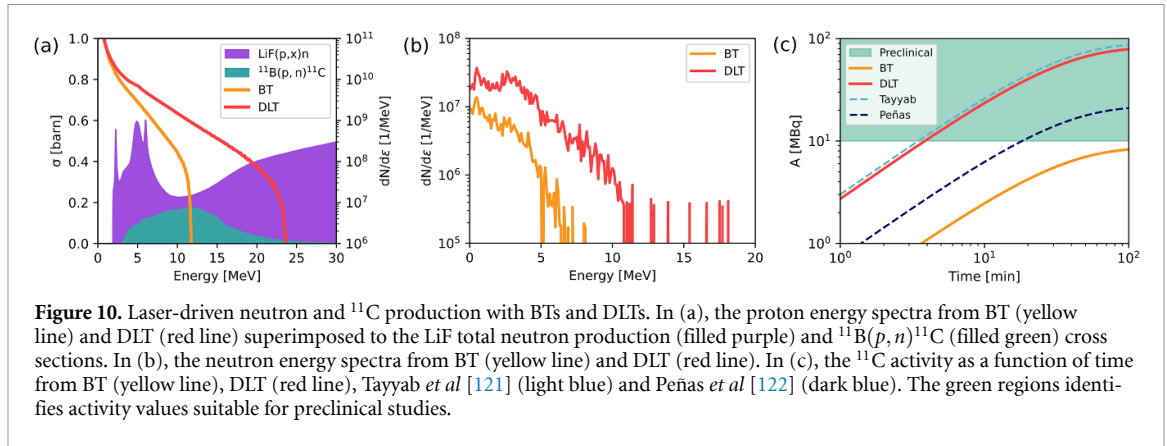 (a)
1.0
0.8
0.6
0.4
0.2
0.0
σ [barn]
LiF(p,x)n
¹¹B(p, n)¹¹C
BT
DLT
10¹¹
10¹⁰
10⁹
10⁸
10⁷
10⁶
dN/dε [1/MeV]
0 5 10 15 20 25 30
Energy [MeV]
(b)
10⁸
10⁷
10⁶
10⁵
dN/dε [1/MeV]
BT
DLT
0 5 10 15 20
Energy [MeV]
(c)
10²
10¹
10⁰
A [MBq]
Preclinical
BT
DLT
Tayyab
Peñas
10⁰ 10¹ 10²
Time [min]
Figure 10. Laser-driven neutron and ¹¹C production with BTs and DLTs. In (a), the proton energy spectra from BT (yellow
line) and DLT (red line) superimposed to the LiF total neutron production (filled purple) and ¹¹B(p, n)¹¹C (filled green) cross
sections. In (b), the neutron energy spectra from BT (yellow line) and DLT (red line). In (c), the ¹¹C activity as a function of time
from BT (yellow line), DLT (red line), Tayyab et al [121] (light blue) and Peñas et al [122] (dark blue). The green regions identi-
fies activity values suitable for preclinical studies.